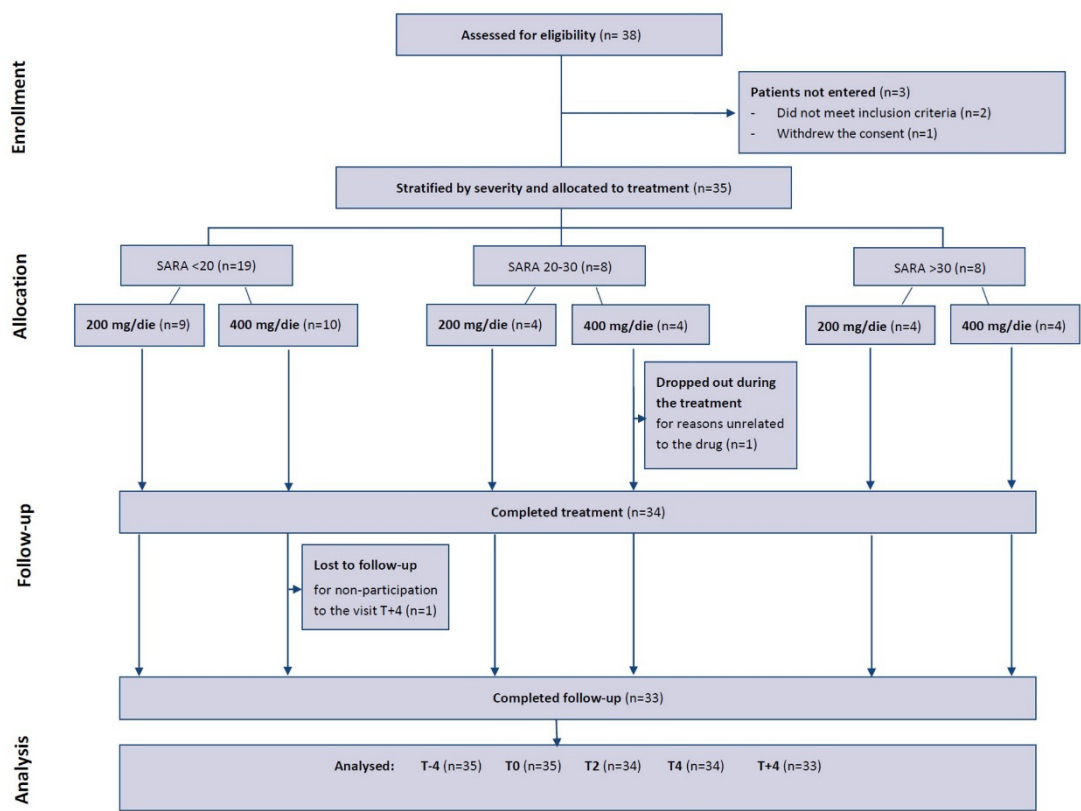 Enrollment
Assessed for eligibility (n= 38)
Patients not entered (n=3)
- Did not meet inclusion criteria (n=2)
- Withdrew the consent (n=1)
Stratified by severity and allocated to treatment (n=35)
Allocation
SARA <20 (n=19)
SARA 20-30 (n=8)
SARA >30 (n=8)
200 mg/die (n=9)
400 mg/die (n=10)
200 mg/die (n=4)
400 mg/die (n=4)
200 mg/die (n=4)
400 mg/die (n=4)
Dropped out during
the treatment
for reasons unrelated
to the drug (n=1)
Follow-up
Completed treatment (n=34)
Lost to follow-up
for non-participation
to the visit T+4 (n=1)
Completed follow-up (n=33)
Analysis
Analysed: T-4 (n=35) T0 (n=35) T2 (n=34) T4 (n=34) T+4 (n=33)